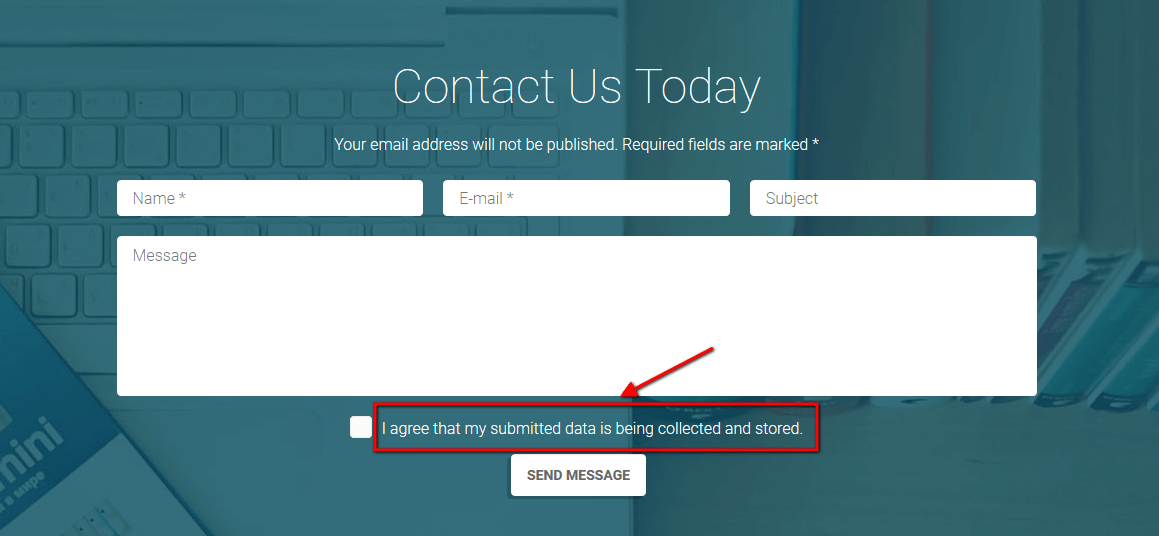 Contact Us Today
Your email address will not be published. Required fields are marked *
Name *
E-mail *
Subject
Message
I agree that my submitted data is being collected and stored.
SEND MESSAGE
mini
в мире